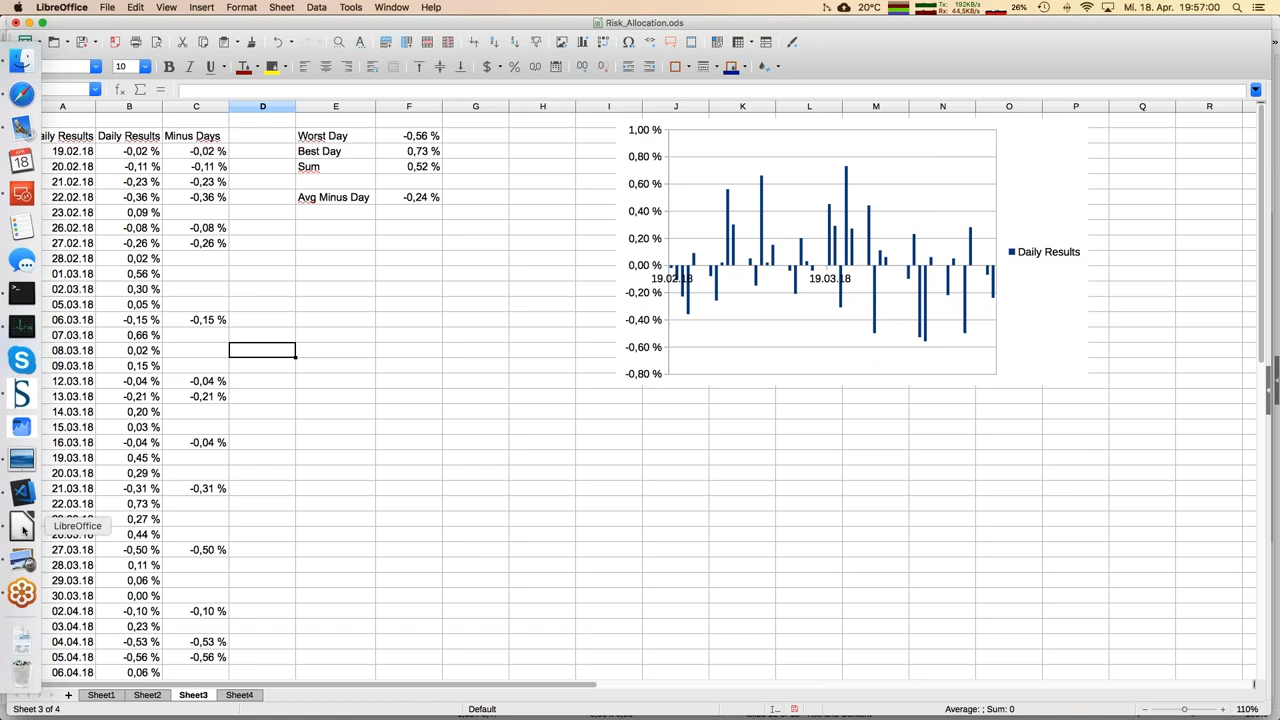 LibreOffice File Edit View Insert Format Sheet Data Tools Window Help 20°C Tx: 192KB/s Rx: 44,5KB/s 26% Mi. 18. Apr. 19:57:00
Risk_Allocation.ods
10
A B C D E F G H I J K L M N O P Q R
aily Results Daily Results Minus Days Worst Day -0,56 %
19.02.18 -0,02 % -0,02 % Best Day 0,73 %
20.02.18 -0,11 % -0,11 % Sum 0,52 %
21.02.18 -0,23 % -0,23 %
22.02.18 -0,36 % -0,36 % Avg Minus Day -0,24 %
23.02.18 0,09 %
26.02.18 -0,08 % -0,08 %
27.02.18 -0,26 % -0,26 %
28.02.18 0,02 %
01.03.18 0,56 %
02.03.18 0,30 %
05.03.18 0,05 %
06.03.18 -0,15 % -0,15 %
07.03.18 0,66 %
08.03.18 0,02 %
09.03.18 0,15 %
12.03.18 -0,04 % -0,04 %
13.03.18 -0,21 % -0,21 %
14.03.18 0,20 %
15.03.18 0,03 %
16.03.18 -0,04 % -0,04 %
19.03.18 0,45 %
20.03.18 0,29 %
21.03.18 -0,31 % -0,31 %
22.03.18 0,73 %
0,27 %
0,44 %
27.03.18 -0,50 % -0,50 %
28.03.18 0,11 %
29.03.18 0,06 %
30.03.18 0,00 %
02.04.18 -0,10 % -0,10 %
03.04.18 0,23 %
04.04.18 -0,53 % -0,53 %
05.04.18 -0,56 % -0,56 %
06.04.18 0,06 %
1,00 %
0,80 %
0,60 %
0,40 %
0,20 %
0,00 %
-0,20 %
-0,40 %
-0,60 %
-0,80 %
19.02.18 19.03.18
Daily Results
APR
18
LibreOffice
Sheet1 Sheet2 Sheet3 Sheet4
Sheet 3 of 4 Default Average: ; Sum: 0 110%